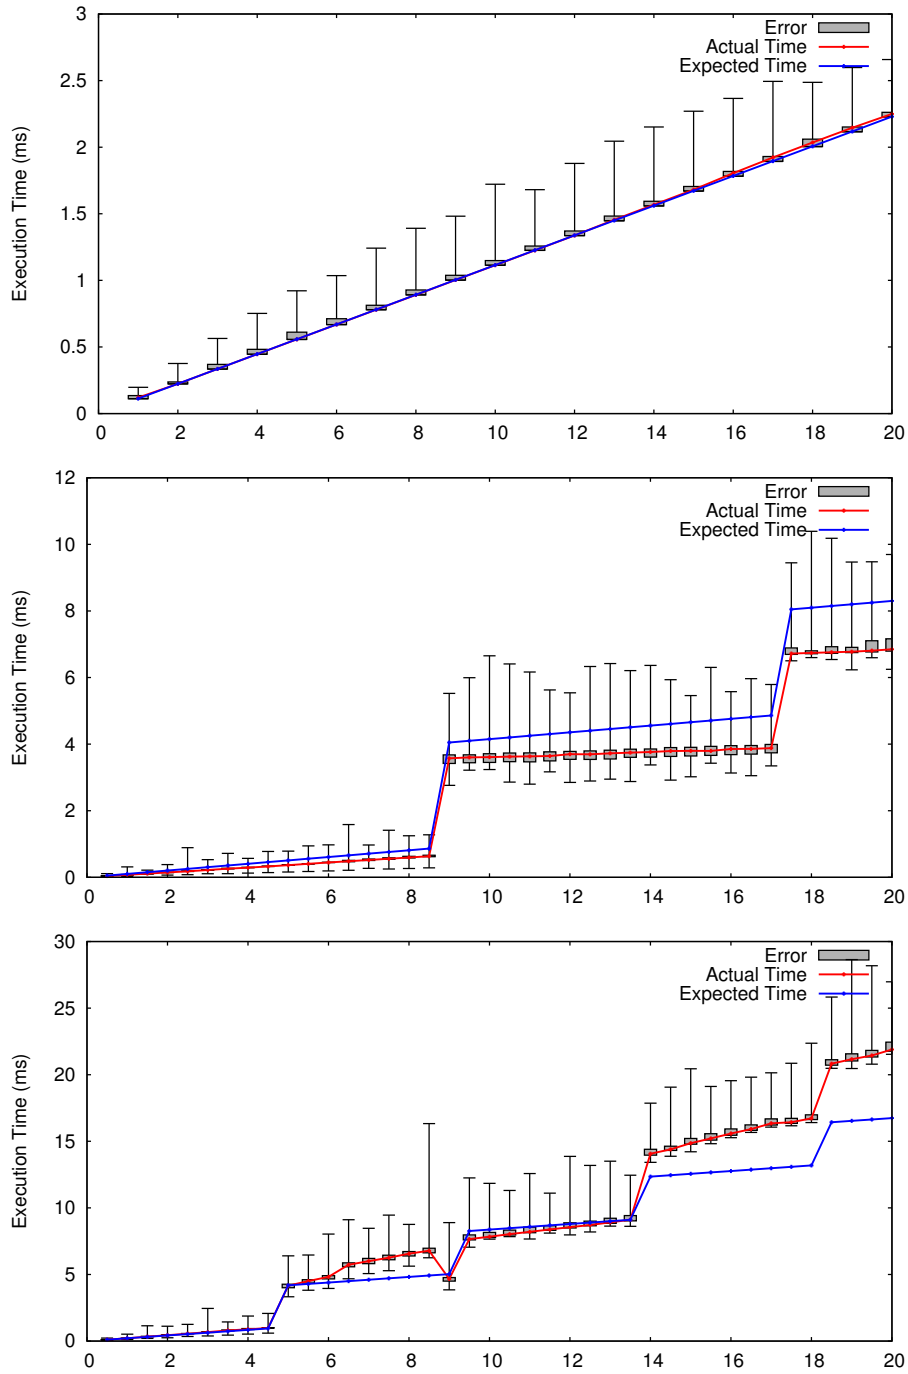 3
2.5
2
1.5
1
0.5
0
Execution Time (ms)
Error
Actual Time
Expected Time
0 2 4 6 8 10 12 14 16 18 20
12
10
8
6
4
2
0
Execution Time (ms)
Error
Actual Time
Expected Time
0 2 4 6 8 10 12 14 16 18 20
30
25
20
15
10
5
0
Execution Time (ms)
Error
Actual Time
Expected Time
0 2 4 6 8 10 12 14 16 18 20